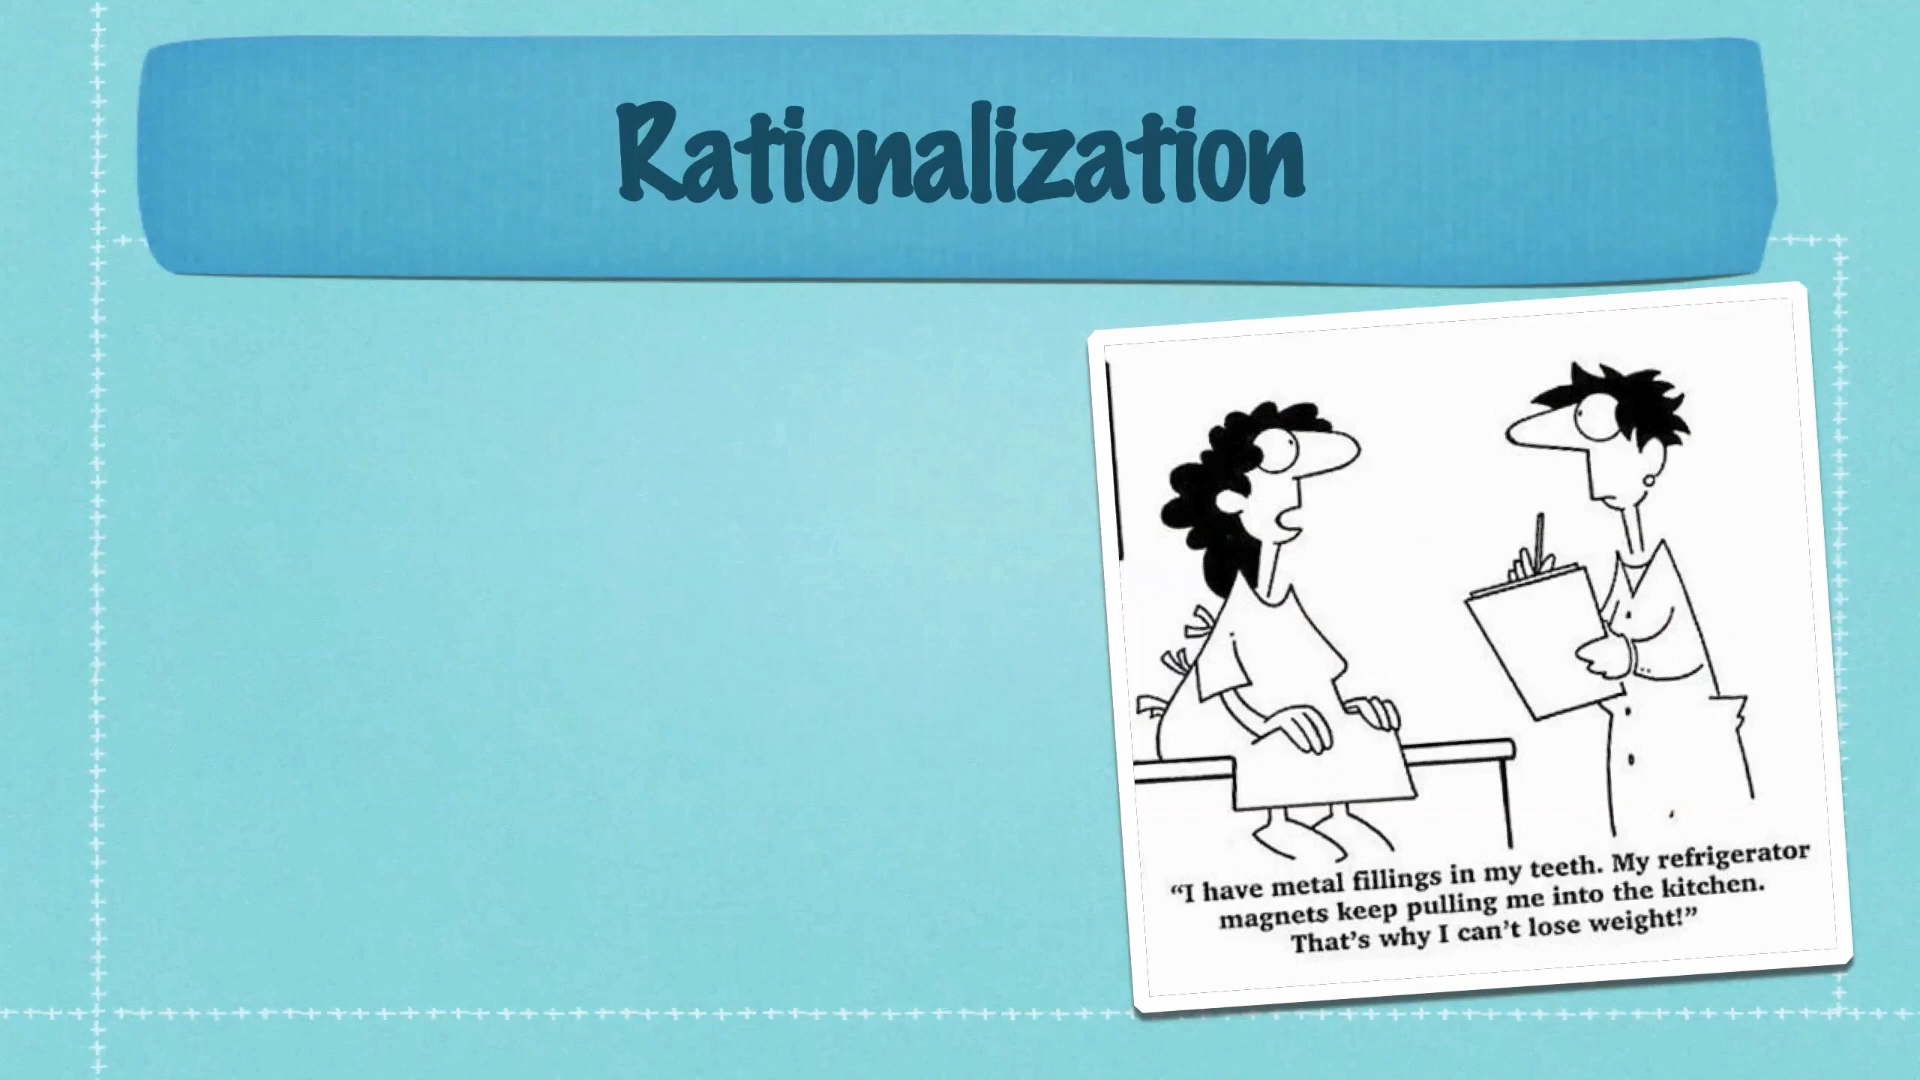 Rationalization
“I have metal fillings in my teeth. My refrigerator
magnets keep pulling me into the kitchen.
That’s why I can’t lose weight!”